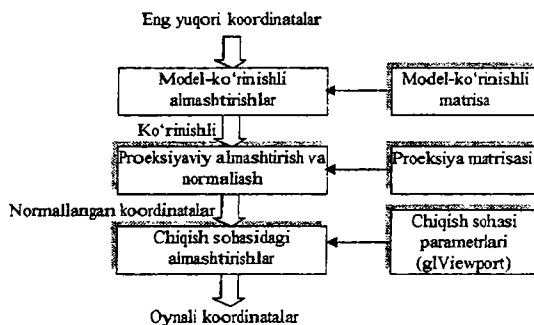 Eng yuqori koordinatalar
Model-ko‘rinishli
almashtirishlar
Model-ko‘rinishli
matrisa
Ko‘rinishli
Proeksiyaviy almashtirish va
normaliash
Proeksiya matrisasi
Normallangan koordinatalar
Chiqish sohasidagi
almashtirishlar
Chiqish sohasi
parametrlari
(glViewport)
Oynali koordinatalar